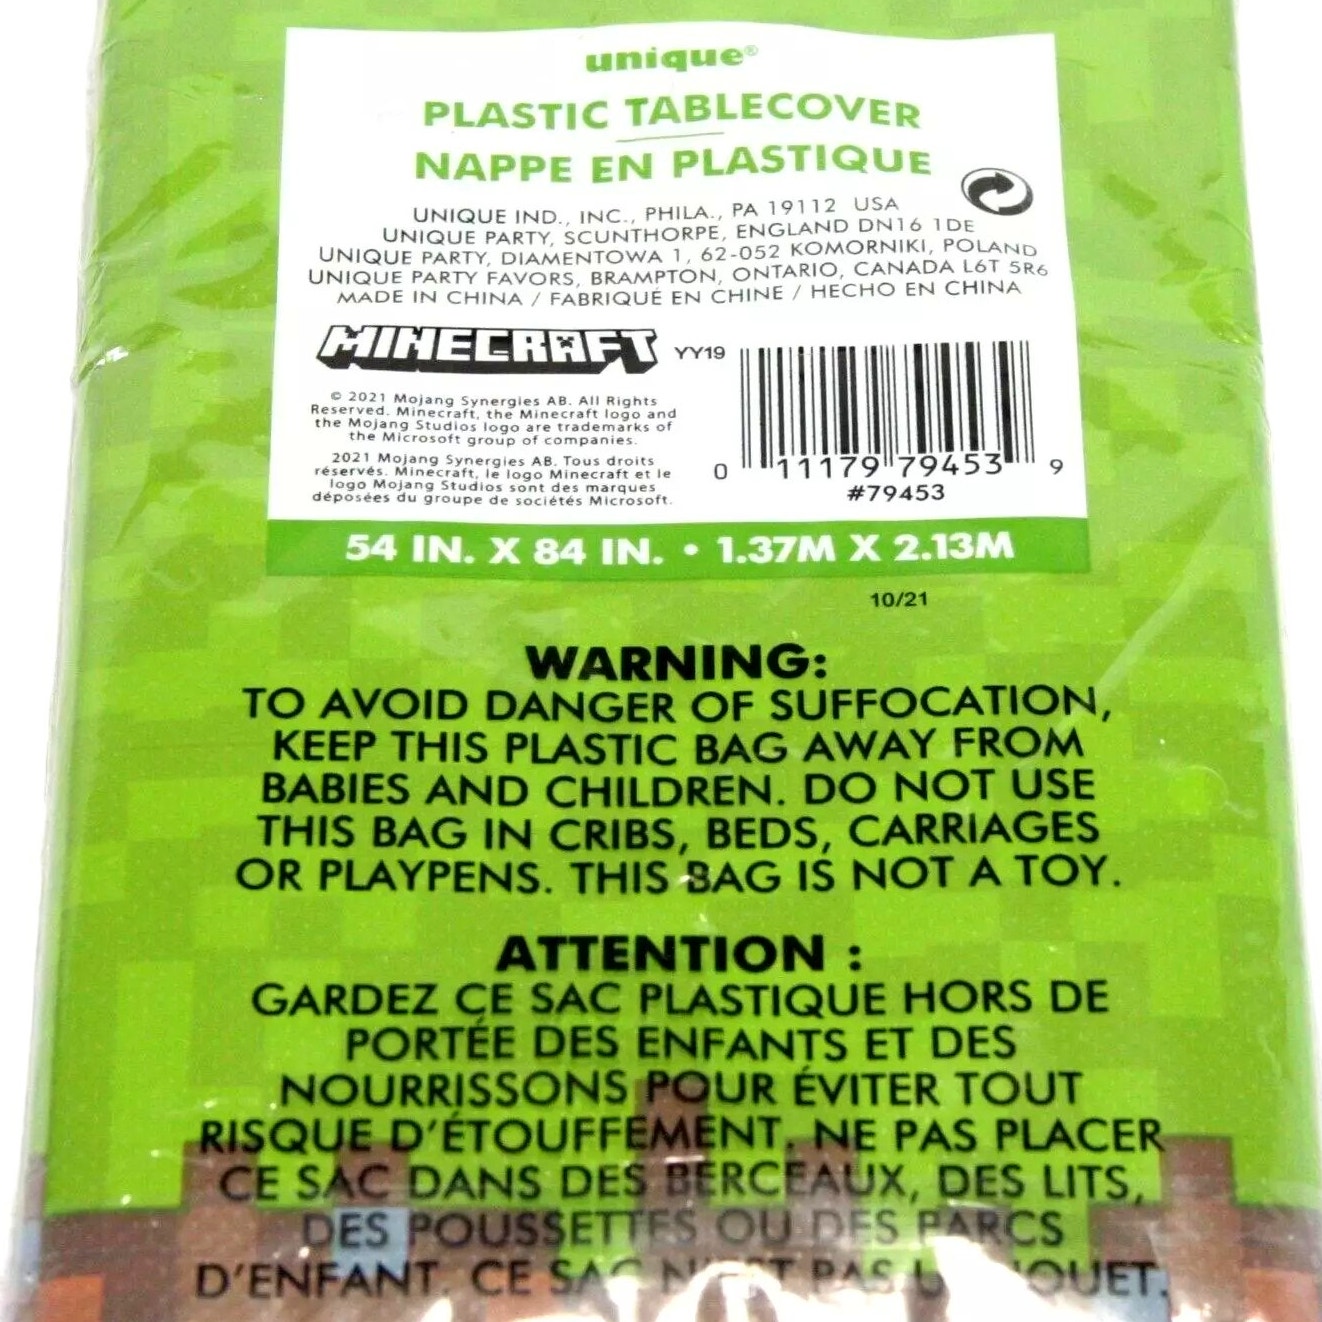 unique®
PLASTIC TABLECOVER
NAPPE EN PLASTIQUE
UNIQUE IND., INC., PHILA., PA 19112 USA
UNIQUE PARTY, SCUNTHORPE, ENGLAND DN16 1DE
UNIQUE PARTY, DIAMENTOWA 1, 62-052 KOMORNIKI, POLAND
UNIQUE PARTY FAVORS, BRAMPTON, ONTARIO, CANADA L6T 5R6
MADE IN CHINA / FABRIQUÉ EN CHINE / HECHO EN CHINA
MINECRAFT
YY19
© 2021 Mojang Synergies AB. All Rights
Reserved. Minecraft, the Minecraft logo and
the Mojang Studios logo are trademarks of
the Microsoft group of companies.
2021 Mojang Synergies AB. Tous droits
réservés. Minecraft, le logo Minecraft et le
logo Mojang Studios sont des marques
déposées du groupe de sociétés Microsoft.
0 11179 79453 9
#79453
54 IN. X 84 IN. • 1.37M X 2.13M
10/21
WARNING:
TO AVOID DANGER OF SUFFOCATION,
KEEP THIS PLASTIC BAG AWAY FROM
BABIES AND CHILDREN. DO NOT USE
THIS BAG IN CRIBS, BEDS, CARRIAGES
OR PLAYPENS. THIS BAG IS NOT A TOY.
ATTENTION :
GARDEZ CE SAC PLASTIQUE HORS DE
PORTÉE DES ENFANTS ET DES
NOURRISSONS POUR ÉVITER TOUT
RISQUE D'ÉTOUFFEMENT. NE PAS PLACER
CE SAC DANS DES BERCEAUX, DES LITS,
DES POUSSETTES OU DES PARCS
D'ENFANT. CE SAC N'EST PAS